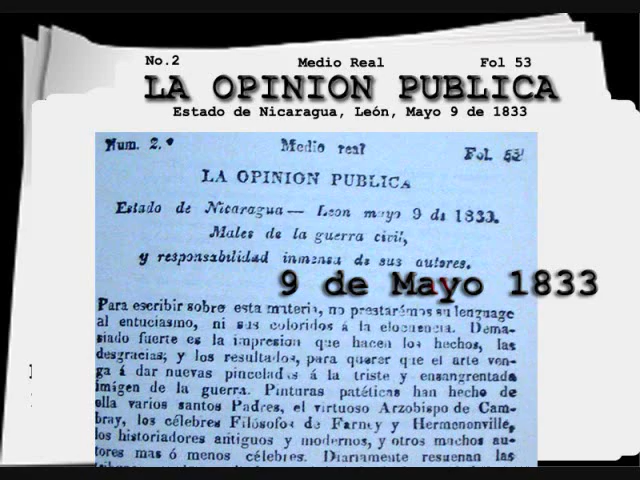 No.2 Medio Real Fol 53
LA OPINION PUBLICA
Estado de Nicaragua, León, Mayo 9 de 1833
Num. 2.º Medio real Fol. 53
LA OPINION PUBLICA
Estado de Nicaragua — Leon mayo 9 de 1833.
Males de la guerra civil,
y responsabilidad inmensa de sus autores.
9 de Mayo 1833
Para escribir sobre esta materia, no prestarémos su lenguage
al entuciasmo, ni sus coloridos á la elocuencia. Dema-
siado fuerte es la impresion que hacen los hechos, las
desgracias; y los resultados, para querer que el arte ven-
ga á dar nuevas pinceladas á la triste y ensangrentada
imágen de la guerra. Pinturas patéticas han hecho de
ella varios santos Padres, el virtuoso Arzobispo de Cam-
bray, los célebres Filósofos de Farney y Hermenonville,
los historiadores antiguos y modernos, y otros muchos au-
tores mas ó menos célebres. Diariamente resuenan las